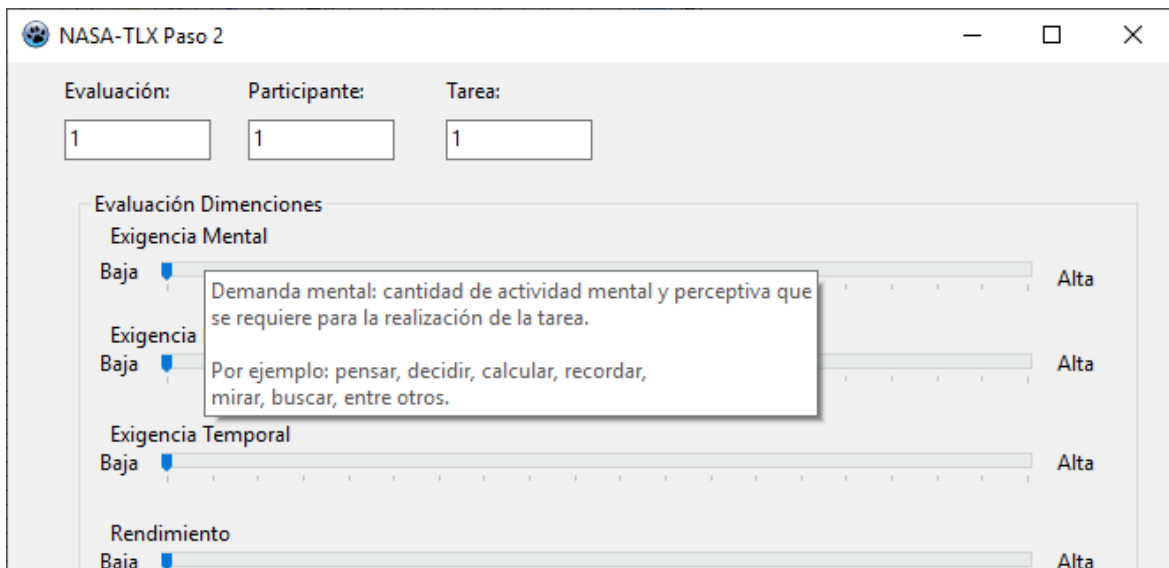 NASA-TLX Paso 2
Evaluación: Participante: Tarea:
1 1 1
Evaluación Dimenciones
Exigencia Mental
Baja Alta
Demanda mental: cantidad de actividad mental y perceptiva que
se requiere para la realización de la tarea.
Por ejemplo: pensar, decidir, calcular, recordar,
mirar, buscar, entre otros.
Exigencia
Baja Alta
Exigencia Temporal
Baja Alta
Rendimiento
Baja Alta